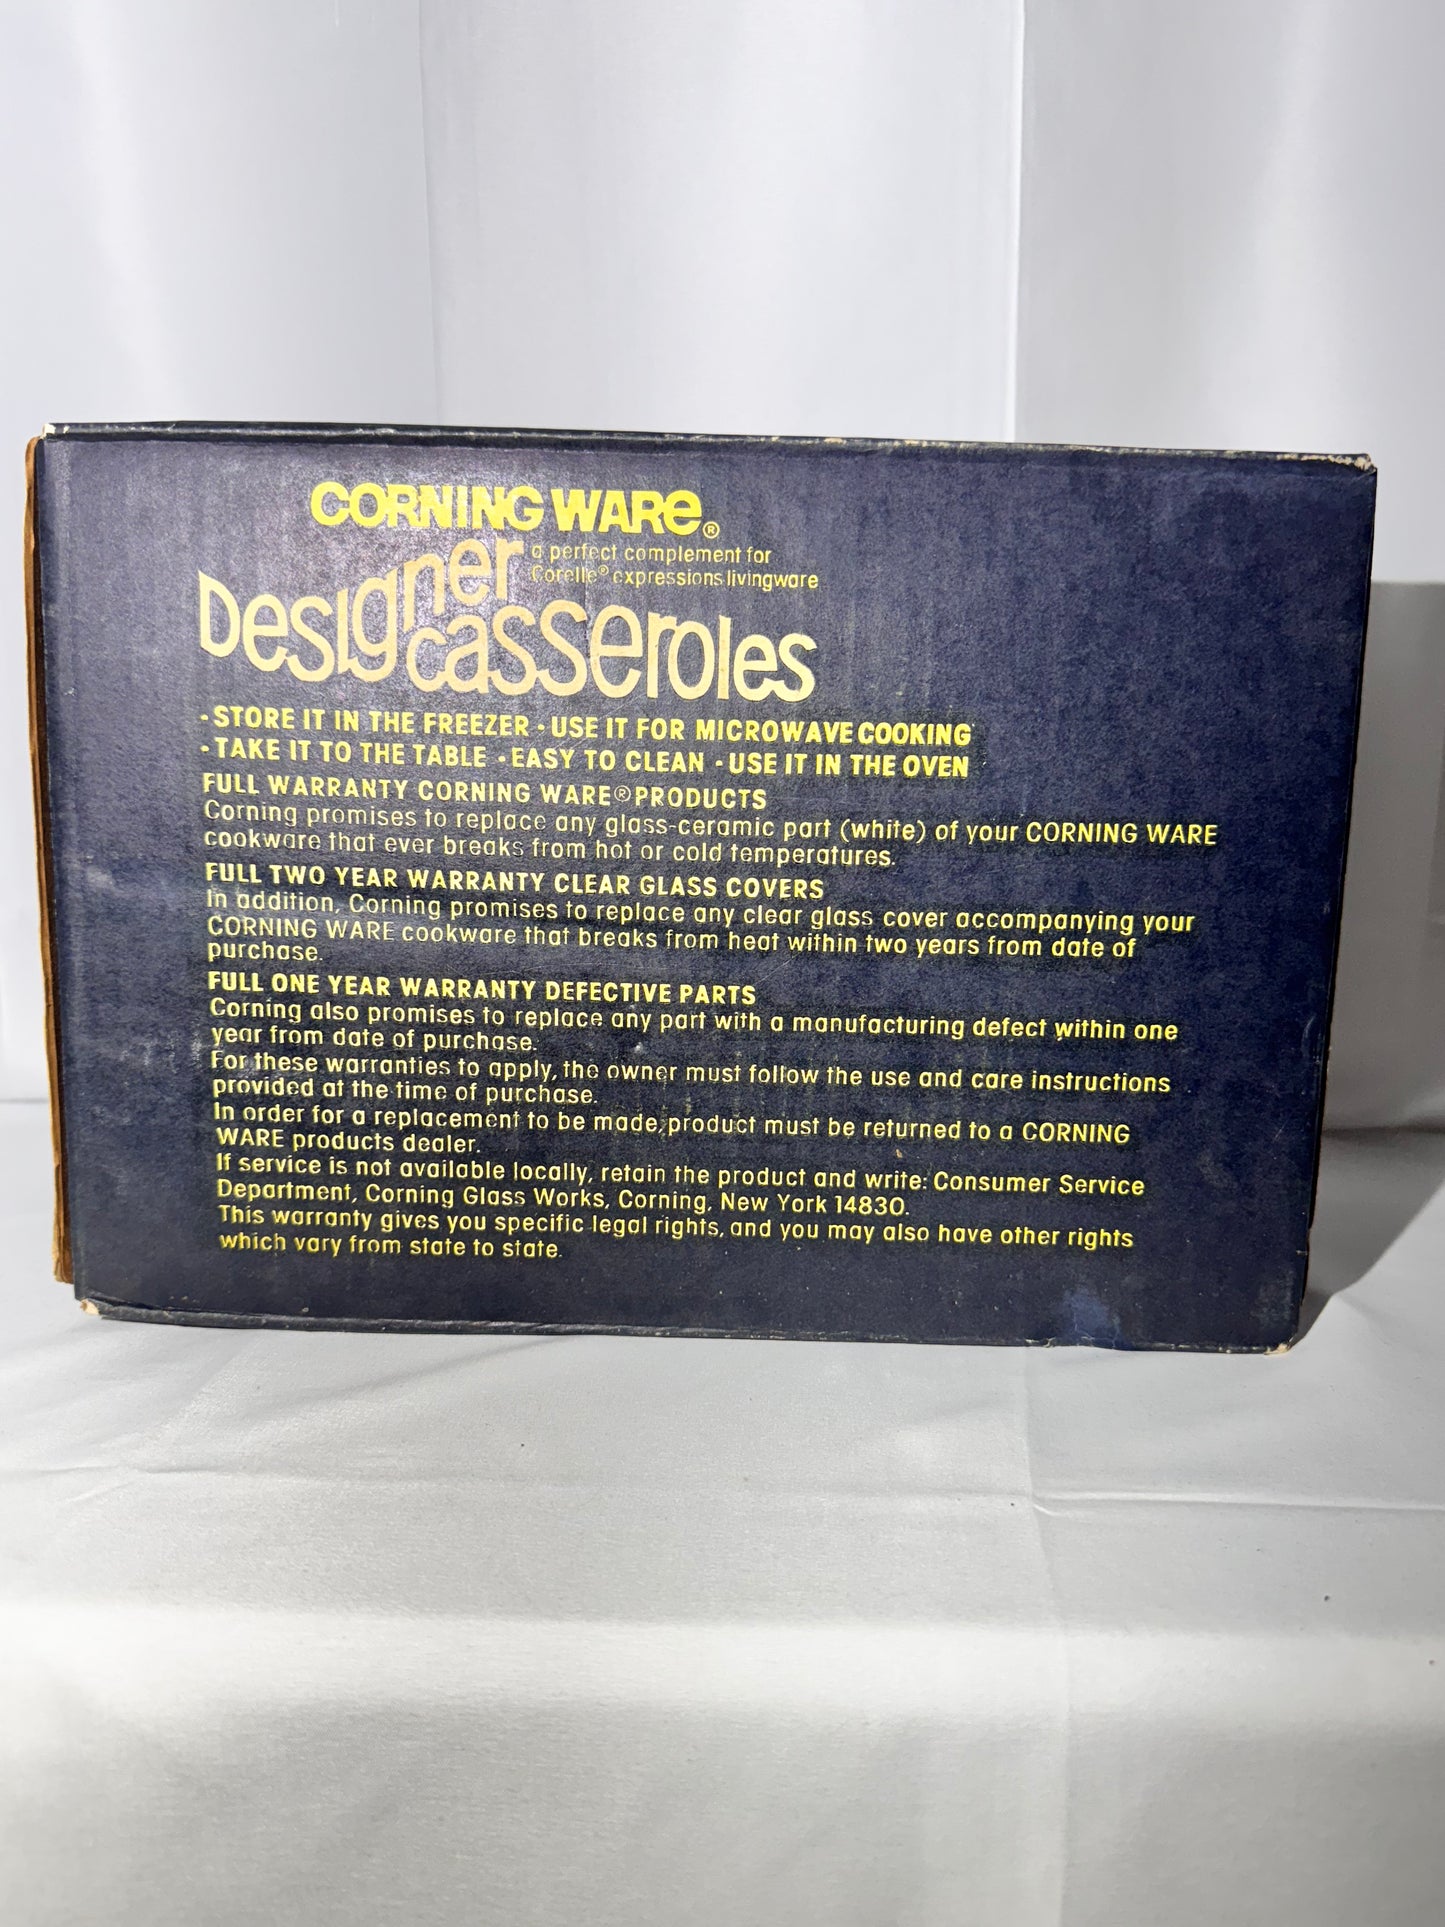 CORNING WARE®
a perfect complement for
Corelle® expressions livingware
Designer
casseroles
• STORE IT IN THE FREEZER • USE IT FOR MICROWAVE COOKING
• TAKE IT TO THE TABLE • EASY TO CLEAN • USE IT IN THE OVEN
FULL WARRANTY CORNING WARE® PRODUCTS
Corning promises to replace any glass-ceramic part (white) of your CORNING WARE
cookware that ever breaks from hot or cold temperatures.
FULL TWO YEAR WARRANTY CLEAR GLASS COVERS
In addition, Corning promises to replace any clear glass cover accompanying your
CORNING WARE cookware that breaks from heat within two years from date of
purchase.
FULL ONE YEAR WARRANTY DEFECTIVE PARTS
Corning also promises to replace any part with a manufacturing defect within one
year from date of purchase.
For these warranties to apply, the owner must follow the use and care instructions
provided at the time of purchase.
In order for a replacement to be made, product must be returned to a CORNING
WARE products dealer.
If service is not available locally, retain the product and write: Consumer Service
Department, Corning Glass Works, Corning, New York 14830.
This warranty gives you specific legal rights, and you may also have other rights
which vary from state to state.